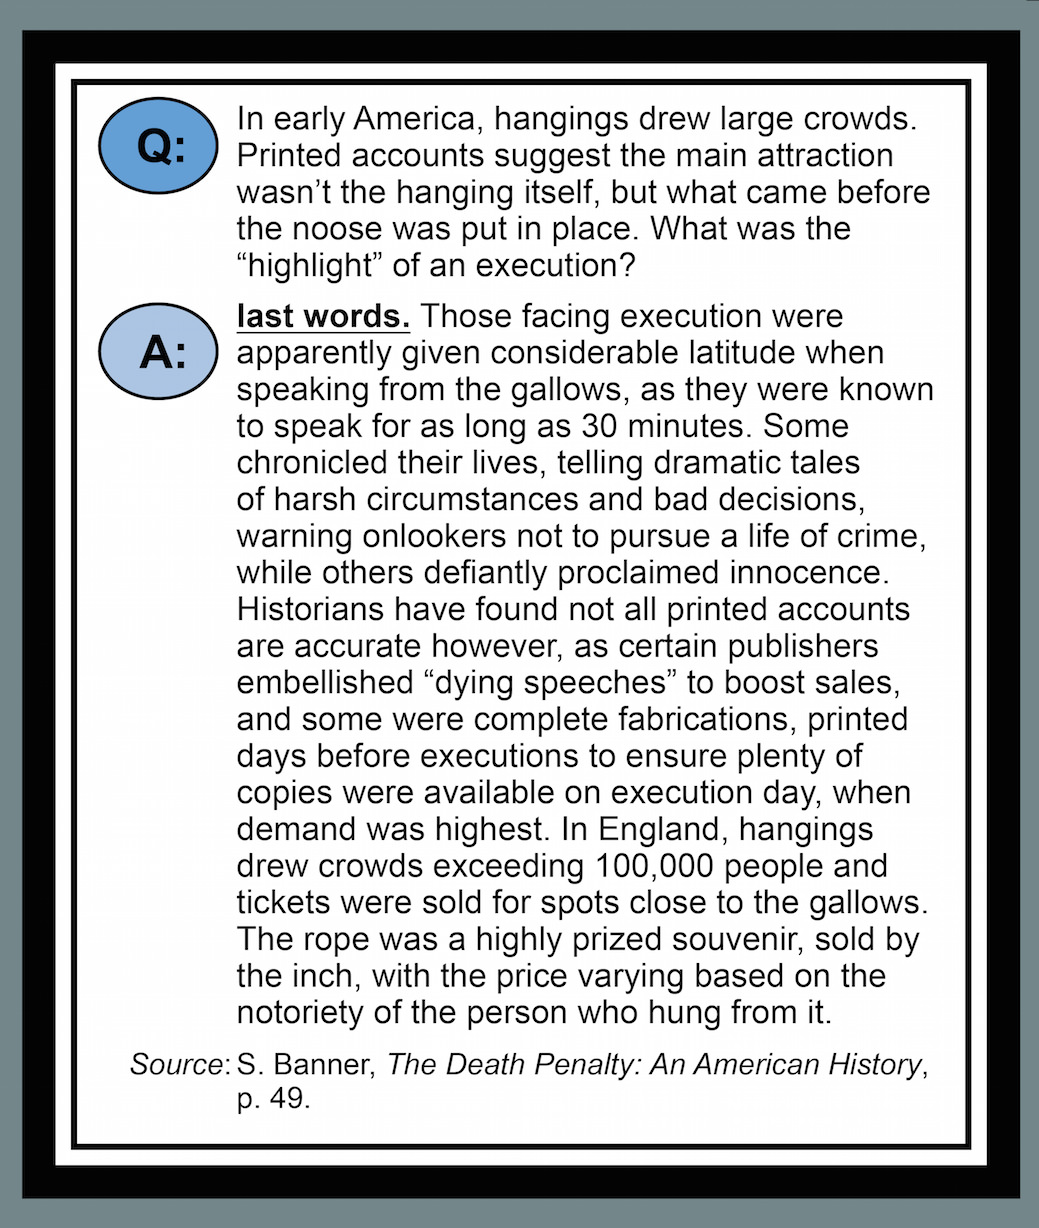 Q: In early America, hangings drew large crowds.
Printed accounts suggest the main attraction
wasn’t the hanging itself, but what came before
the noose was put in place. What was the
“highlight” of an execution?
A: last words. Those facing execution were
apparently given considerable latitude when
speaking from the gallows, as they were known
to speak for as long as 30 minutes. Some
chronicled their lives, telling dramatic tales
of harsh circumstances and bad decisions,
warning onlookers not to pursue a life of crime,
while others defiantly proclaimed innocence.
Historians have found not all printed accounts
are accurate however, as certain publishers
embellished “dying speeches” to boost sales,
and some were complete fabrications, printed
days before executions to ensure plenty of
copies were available on execution day, when
demand was highest. In England, hangings
drew crowds exceeding 100,000 people and
tickets were sold for spots close to the gallows.
The rope was a highly prized souvenir, sold by
the inch, with the price varying based on the
notoriety of the person who hung from it.
Source: S. Banner, The Death Penalty: An American History,
p. 49.